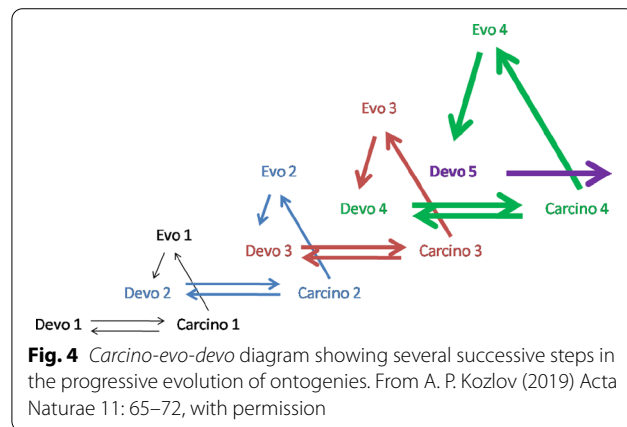 Evo 4
Evo 3
Evo 2
Devo 5
Devo 4
Carcino 4
Evo 1
Devo 3
Carcino 3
Devo 2
Carcino 2
Devo 1
Carcino 1
Fig. 4 Carcino-evo-devo diagram showing several successive steps in
the progressive evolution of ontogenies. From A. P. Kozlov (2019) Acta
Naturae 11: 65–72, with permission